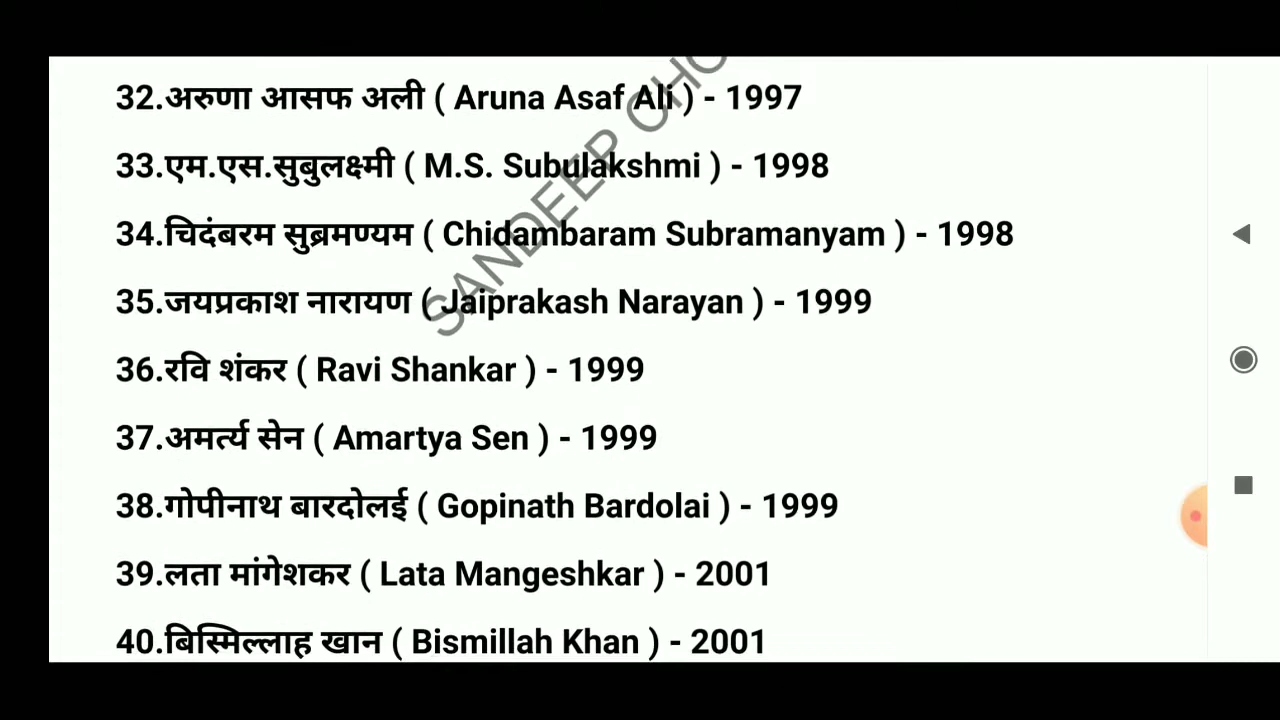 32.अरुणा आसफ अली ( Aruna Asaf Ali ) - 1997
33.एम.एस.सुबुलक्ष्मी ( M.S. Subulakshmi ) - 1998
34.चिदंबरम सुब्रमण्यम ( Chidambaram Subramanyam ) - 1998
35.जयप्रकाश नारायण ( Jaiprakash Narayan ) - 1999
36.रवि शंकर ( Ravi Shankar ) - 1999
37.अमर्त्य सेन ( Amartya Sen ) - 1999
38.गोपीनाथ बारदोलई ( Gopinath Bardolai ) - 1999
39.लता मांगेशकर ( Lata Mangeshkar ) - 2001
40.बिस्मिल्लाह खान ( Bismillah Khan ) - 2001
SANDEEP